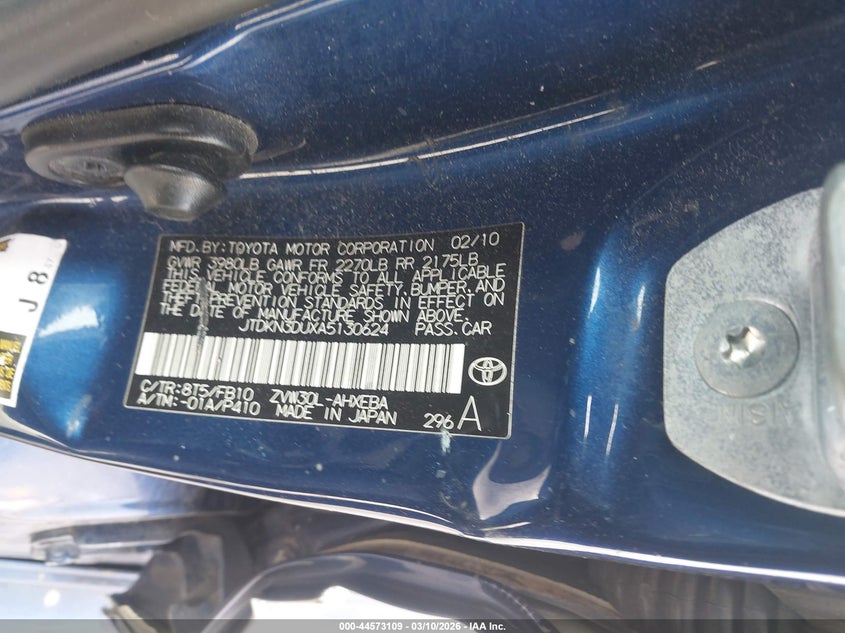 MFD. BY: TOYOTA MOTOR CORPORATION 02/10
GVWR 3980LB GAWR FR 2270LB RR 2175LB
THIS VEHICLE CONFORMS TO ALL APPLICABLE
FEDERAL MOTOR VEHICLE SAFETY, BUMPER, AND
THEFT PREVENTION STANDARDS IN EFFECT ON
THE DATE OF MANUFACTURE SHOWN ABOVE.
JTDKN3DUXA5130624 PASS. CAR
C/TR: 8T5/FB10 ZVW30L-AHXEBA
A/TM: -01A/P410 MADE IN JAPAN 296A
J 8
000-44573109 - 03/10/2026 - IAA Inc.